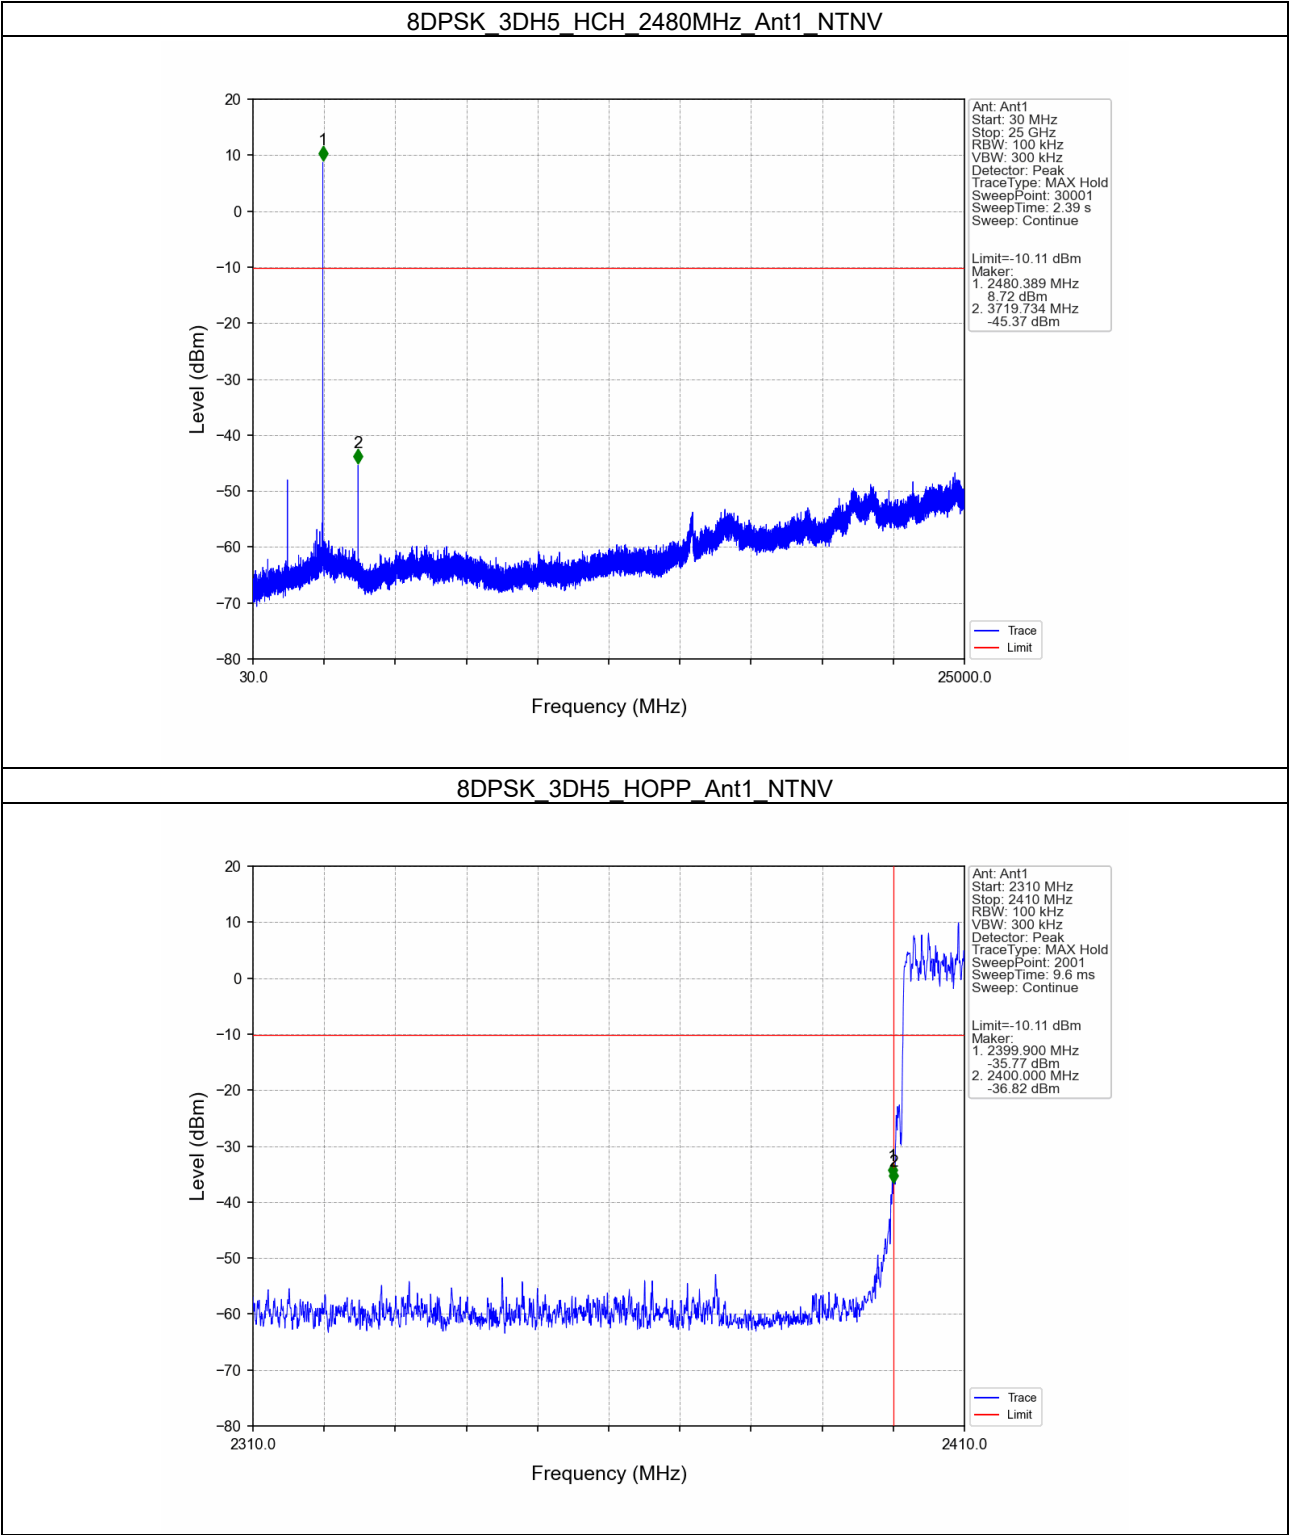 8DPSK_3DH5_HCH_2480MHz_Ant1_NTNV
20
10
0
−10
−20
−30
−40
−50
−60
−70
−80
Level (dBm)
1
2
30.0
25000.0
Frequency (MHz)
Ant: Ant1
Start: 30 MHz
Stop: 25 GHz
RBW: 100 kHz
VBW: 300 kHz
Detector: Peak
TraceType: MAX Hold
SweepPoint: 30001
SweepTime: 2.39 s
Sweep: Continue
Limit=-10.11 dBm
Maker:
1. 2480.389 MHz
8.72 dBm
2. 3719.734 MHz
-45.37 dBm
Trace
Limit
8DPSK_3DH5_HOPP_Ant1_NTNV
20
10
0
−10
−20
−30
−40
−50
−60
−70
−80
Level (dBm)
1
2
2310.0
2410.0
Frequency (MHz)
Ant: Ant1
Start: 2310 MHz
Stop: 2410 MHz
RBW: 100 kHz
VBW: 300 kHz
Detector: Peak
TraceType: MAX Hold
SweepPoint: 2001
SweepTime: 9.6 ms
Sweep: Continue
Limit=-10.11 dBm
Maker:
1. 2399.900 MHz
-35.77 dBm
2. 2400.000 MHz
-36.82 dBm
Trace
Limit